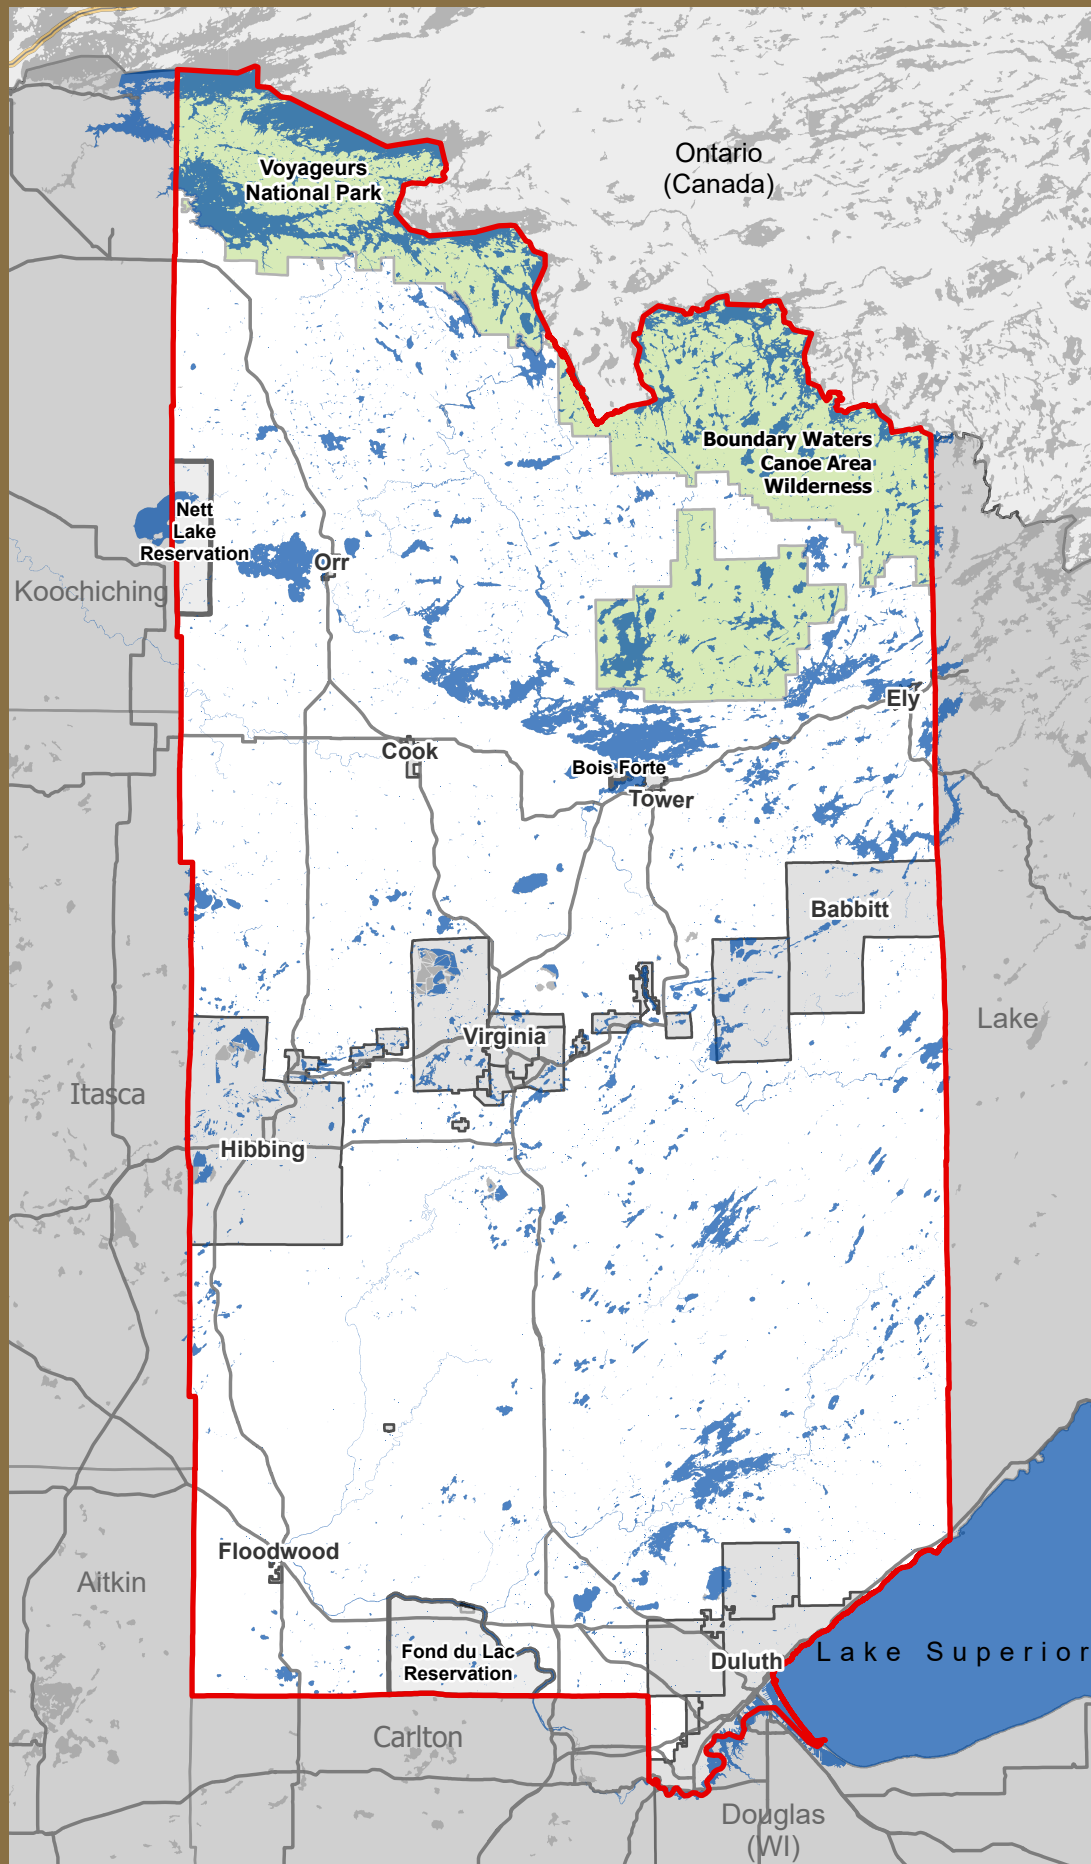 Ontario
(Canada)
Voyageurs
National Park
Boundary Waters
Canoe Area
Wilderness
Nett
Lake
Reservation
Orr
Koochiching
Ely
Cook
Bois Forte
Tower
Babbitt
Lake
Virginia
Itasca
Hibbing
Floodwood
Aitkin
Fond du Lac
Reservation
Duluth
Lake Superior
Carlton
Douglas
(WI)